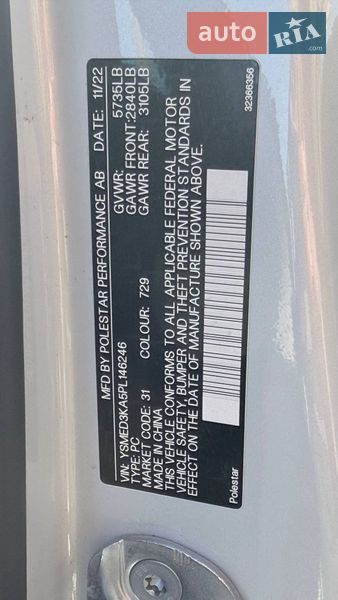 auto RIA .com
MFD BY POLESTAR PERFORMANCE AB DATE: 11/22
GVWR: 5735LB
GAWR FRONT: 2840LB
GAWR REAR: 3105LB
VIN: YSMED3KA5PL146246
TYPE: PC
MARKET CODE: 31 COLOUR: 729
MADE IN CHINA
THIS VEHICLE CONFORMS TO ALL APPLICABLE FEDERAL MOTOR
VEHICLE SAFETY, BUMPER AND THEFT PREVENTION STANDARDS IN
EFFECT ON THE DATE OF MANUFACTURE SHOWN ABOVE.
Polestar
32366356